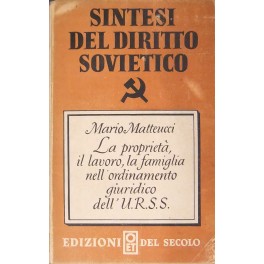 SINTESI
DEL DIRITTO
SOVIETICO
Mario Matteucci
La proprietà,
il lavoro, la famiglia
nell'ordinamento
giuridico
dell'U.R.S.S.
EDIZIONI OET DEL SECOLO